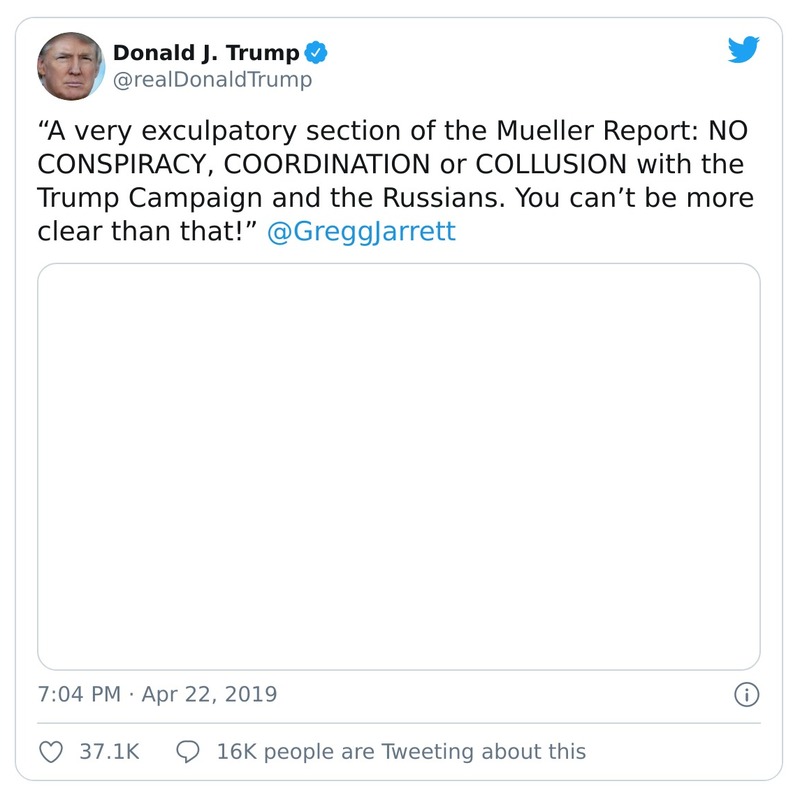 Donald J. Trump
@realDonaldTrump
“A very exculpatory section of the Mueller Report: NO
CONSPIRACY, COORDINATION or COLLUSION with the
Trump Campaign and the Russians. You can’t be more
clear than that!” @GreggJarrett
7:04 PM · Apr 22, 2019
37.1K 16K people are Tweeting about this